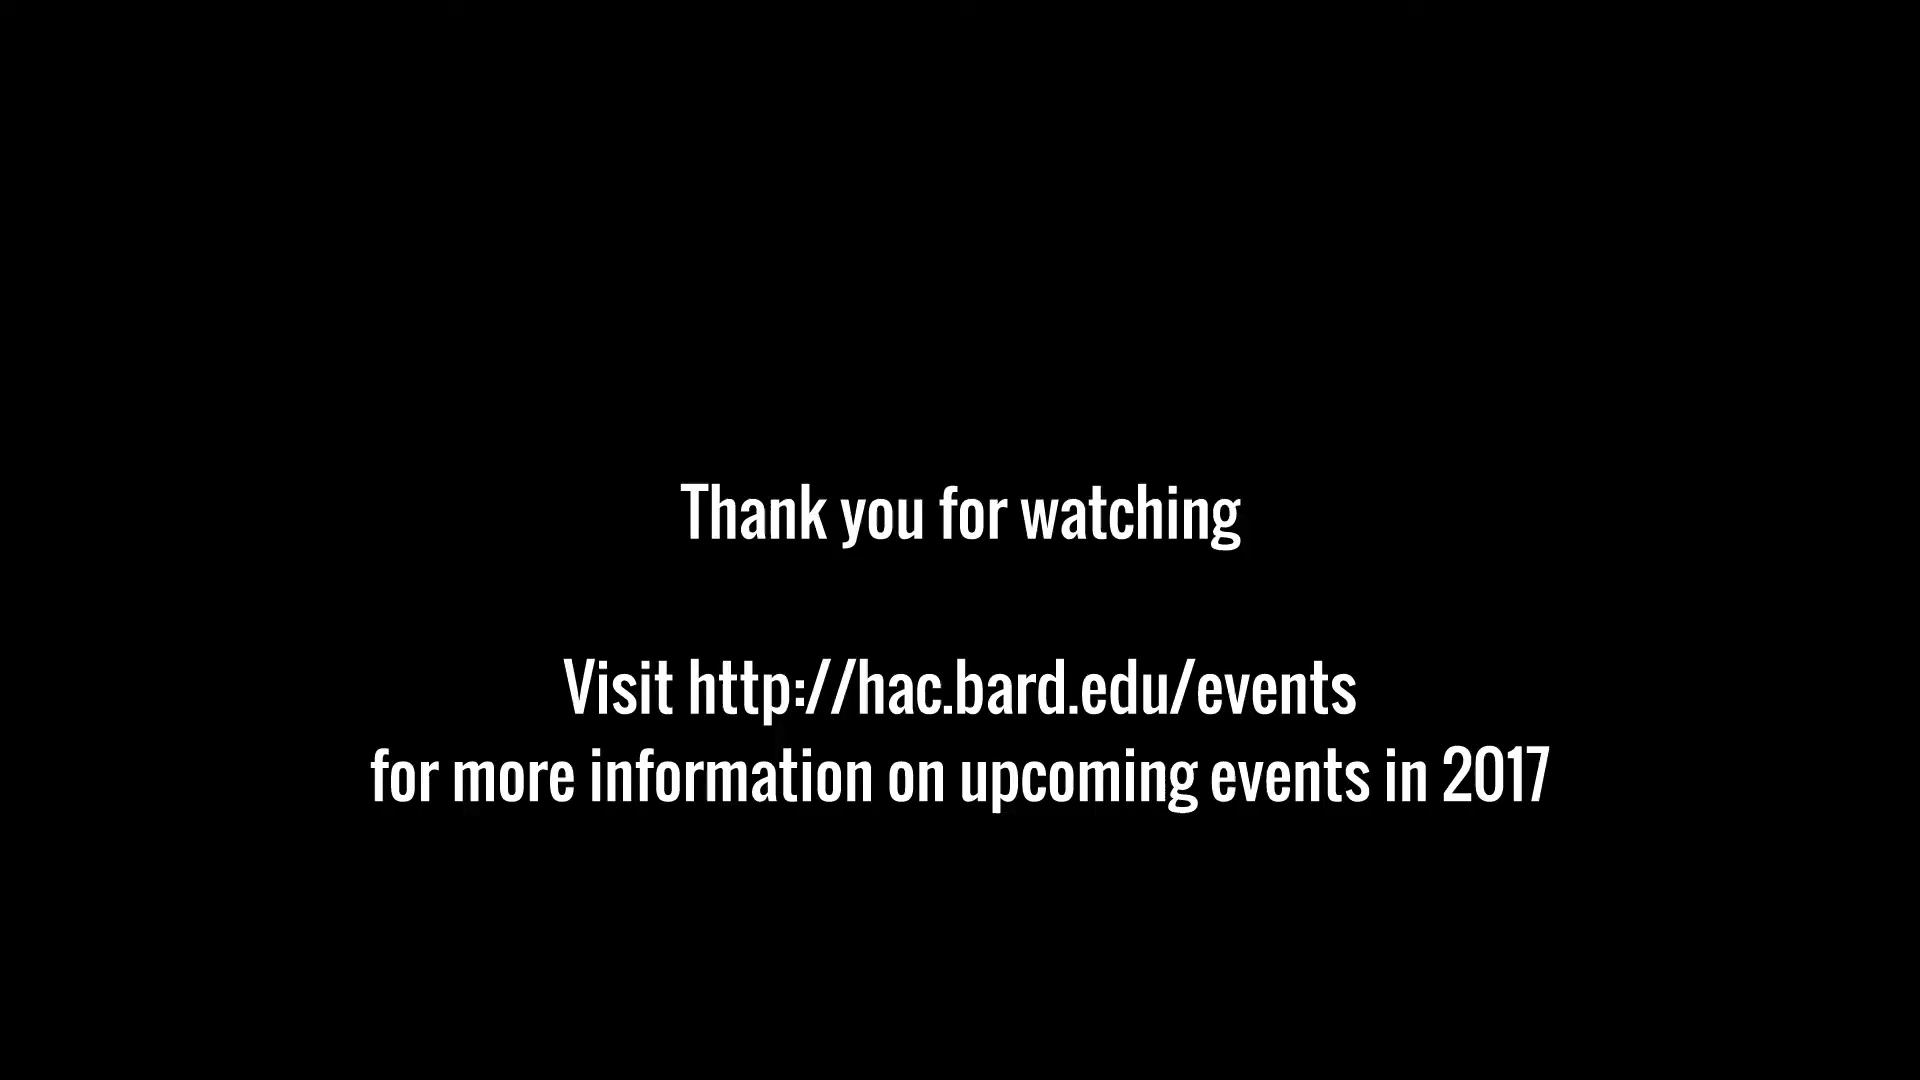 Thank you for watching
Visit http://hac.bard.edu/events
for more information on upcoming events in 2017